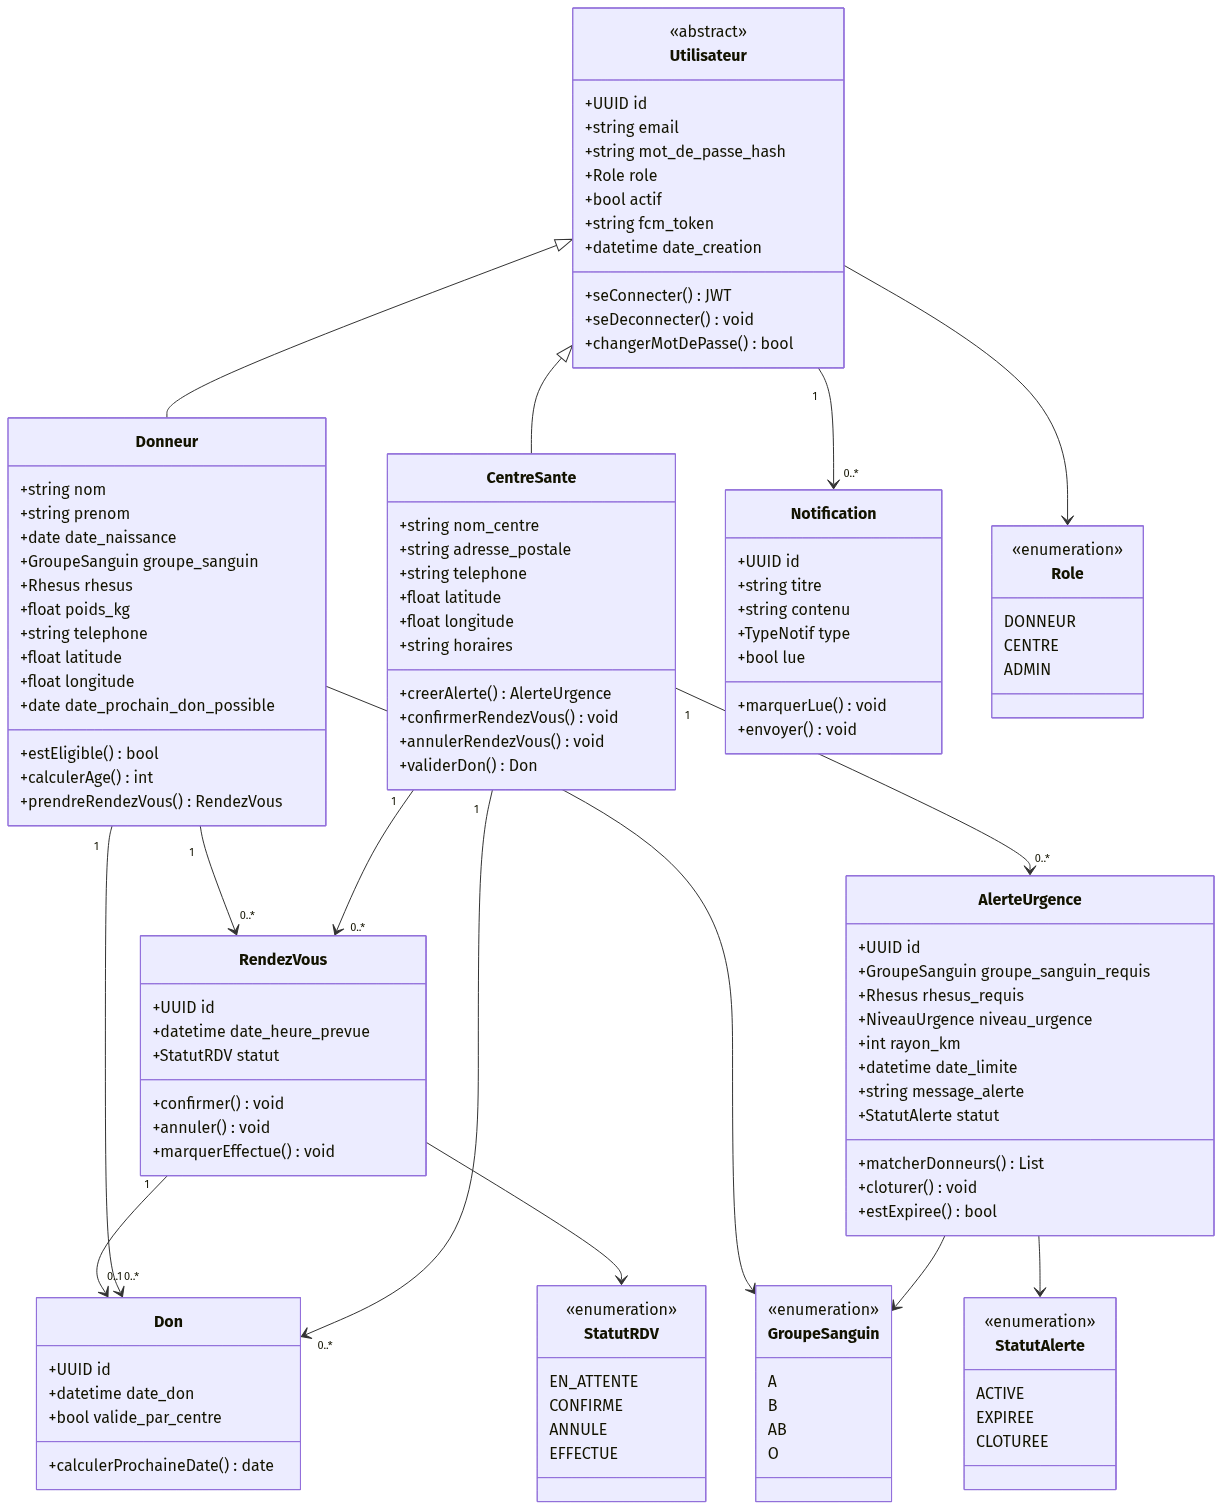 «abstract»
Utilisateur
+UUID id
+string email
+string mot_de_passe_hash
+Role role
+bool actif
+string fcm_token
+datetime date_creation
+seConnecter() : JWT
+seDeconnecter() : void
+changerMotDePasse() : bool
1
0..*
Donneur
+string nom
+string prenom
+date date_naissance
+GroupeSanguin groupe_sanguin
+Rhesus rhesus
+float poids_kg
+string telephone
+float latitude
+float longitude
+date date_prochain_don_possible
+estEligible() : bool
+calculerAge() : int
+prendreRendezVous() : RendezVous
CentreSante
+string nom_centre
+string adresse_postale
+string telephone
+float latitude
+float longitude
+string horaires
+creerAlerte() : AlerteUrgence
+confirmerRendezVous() : void
+annulerRendezVous() : void
+validerDon() : Don
Notification
+UUID id
+string titre
+string contenu
+TypeNotif type
+bool lue
+marquerLue() : void
+envoyer() : void
«enumeration»
Role
DONNEUR
CENTRE
ADMIN
1
1
1
1
1
0..*
0..*
0..*
RendezVous
+UUID id
+datetime date_heure_prevue
+StatutRDV statut
+confirmer() : void
+annuler() : void
+marquerEffectue() : void
AlerteUrgence
+UUID id
+GroupeSanguin groupe_sanguin_requis
+Rhesus rhesus_requis
+NiveauUrgence niveau_urgence
+int rayon_km
+datetime date_limite
+string message_alerte
+StatutAlerte statut
+matcherDonneurs() : List
+cloturer() : void
+estExpiree() : bool
1
0..1
0..*
0..*
Don
+UUID id
+datetime date_don
+bool valide_par_centre
+calculerProchaineDate() : date
«enumeration»
StatutRDV
EN_ATTENTE
CONFIRME
ANNULE
EFFECTUE
«enumeration»
GroupeSanguin
A
B
AB
O
«enumeration»
StatutAlerte
ACTIVE
EXPIREE
CLOTUREE